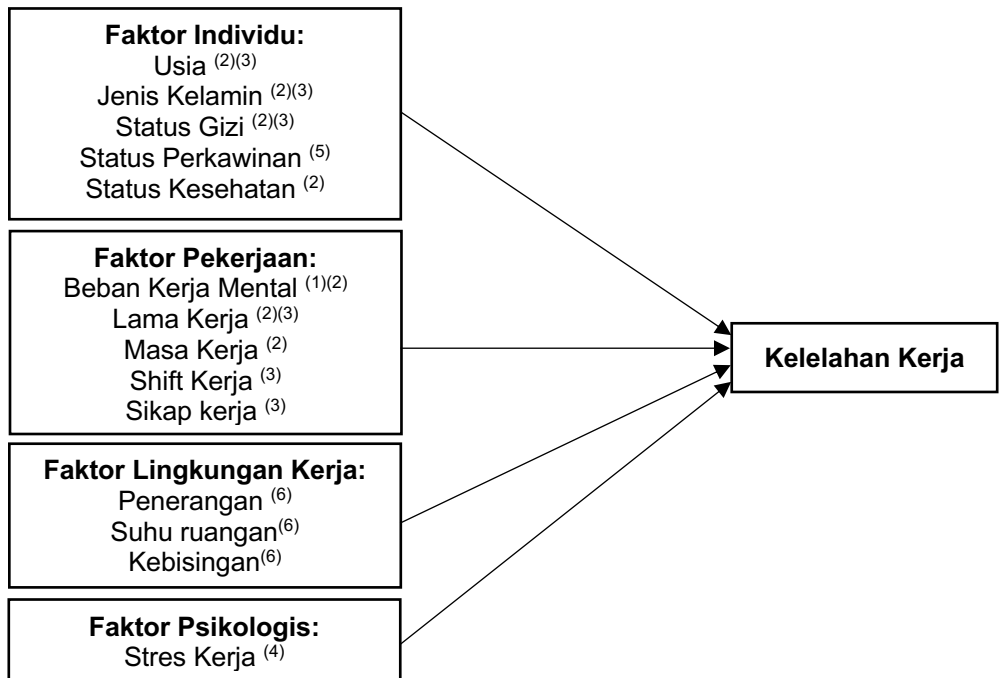 Faktor Individu:
Usia (2)(3)
Jenis Kelamin (2)(3)
Status Gizi (2)(3)
Status Perkawinan (5)
Status Kesehatan (2)
Faktor Pekerjaan:
Beban Kerja Mental (1)(2)
Lama Kerja (2)(3)
Masa Kerja (2)
Shift Kerja (3)
Sikap kerja (3)
Faktor Lingkungan Kerja:
Penerangan (6)
Suhu ruangan(6)
Kebisingan(6)
Faktor Psikologis:
Stres Kerja (4)
Kelelahan Kerja